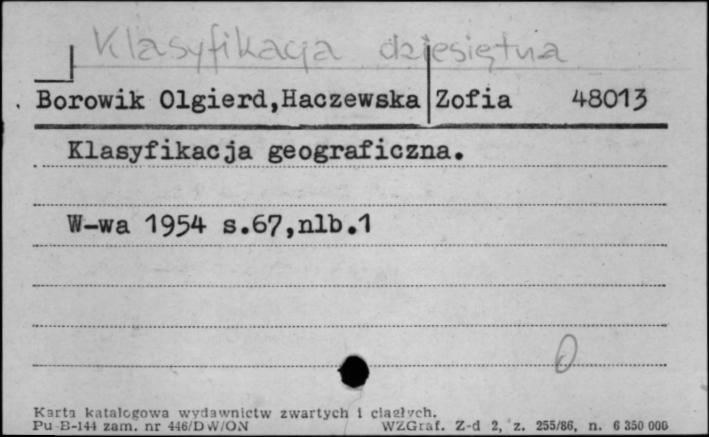 Klasyfikacja dziesiętna
Borowik Olgierd,Haczewska Zofia 48013
Klasyfikacja geograficzna.
W-wa 1954 s.67,nlb.1
0
Karta katalogowa wydawnictw zwartych i ciągłych.
Pu B-144 zam. nr 446/DW/ON WZGraf. Z-d 2, z. 255/86, n. 6 350 000